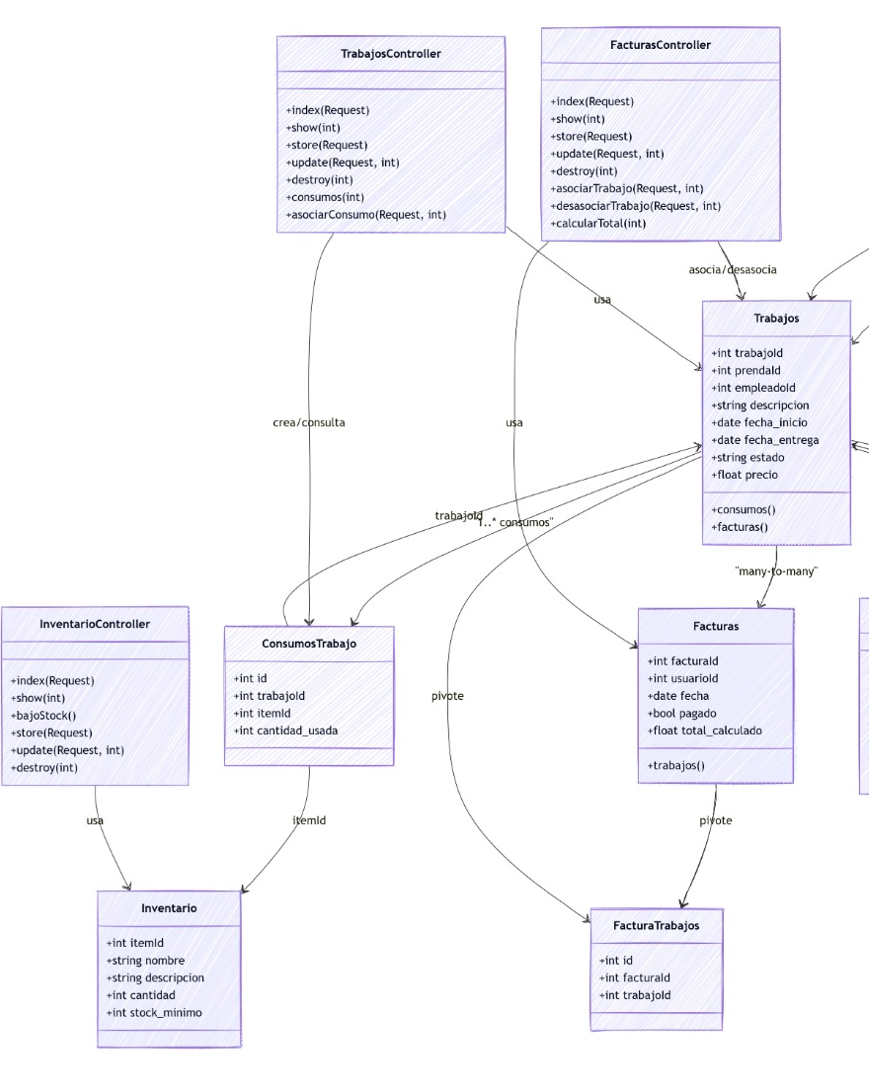 TrabajosController
+index(Request)
+show(int)
+store(Request)
+update(Request, int)
+destroy(int)
+consumos(int)
+asociarConsumo(Request, int)
FacturasController
+index(Request)
+show(int)
+store(Request)
+update(Request, int)
+destroy(int)
+asociarTrabajo(Request, int)
+desasociarTrabajo(Request, int)
+calcularTotal(int)
asocia/desasocia
usa
Trabajos
+int trabajoId
+int prendaId
+int empleadoId
+string descripcion
+date fecha_inicio
+date fecha_entrega
+string estado
+float precio
+consumos()
+facturas()
crea/consulta
usa
trabajoId
"1..* consumos"
"many-to-many"
InventarioController
+index(Request)
+show(int)
+bajoStock()
+store(Request)
+update(Request, int)
+destroy(int)
ConsumosTrabajo
+int id
+int trabajoId
+int itemId
+int cantidad_usada
Facturas
+int facturaId
+int usuarioId
+date fecha
+bool pagado
+float total_calculado
+trabajos()
pivote
usa
itemId
pivote
Inventario
+int itemId
+string nombre
+string descripcion
+int cantidad
+int stock_minimo
FacturaTrabajos
+int id
+int facturaId
+int trabajoId